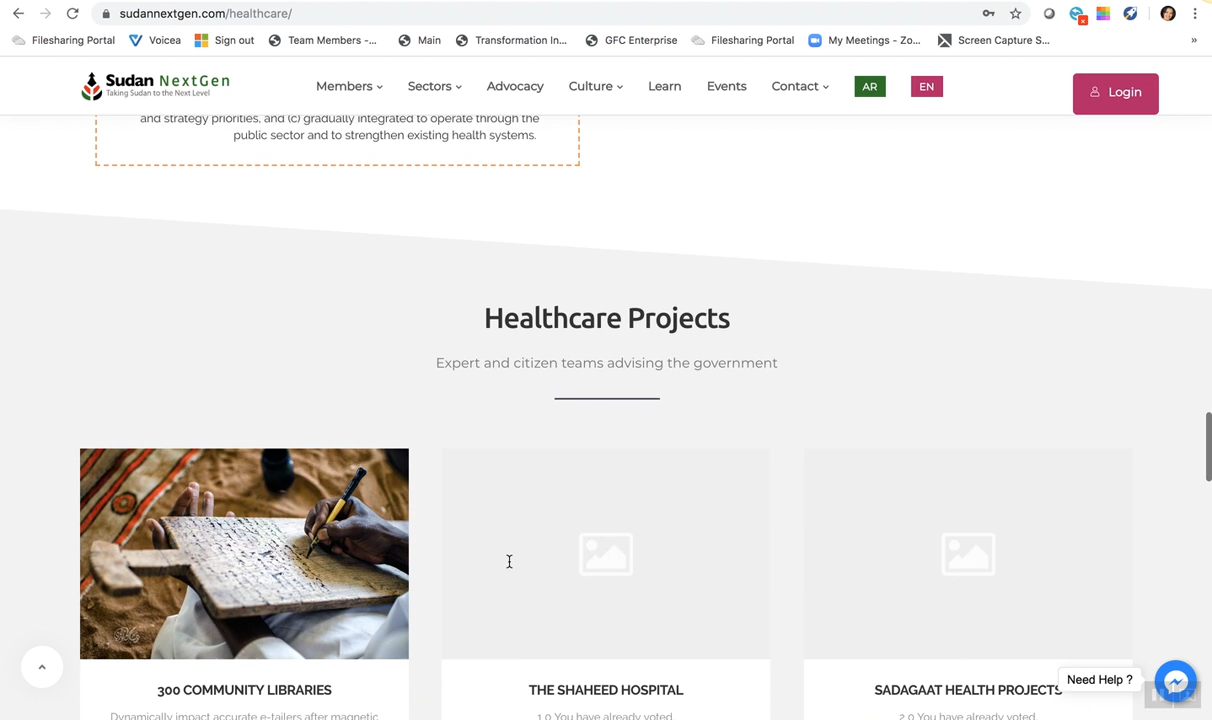 sudannextgen.com/healthcare/
Filesharing Portal Voicea Sign out Team Members -... Main Transformation In... GFC Enterprise Filesharing Portal My Meetings - Zo... Screen Capture S... »
Sudan NextGen
Taking Sudan to the Next Level
Members Sectors Advocacy Culture Learn Events Contact AR EN Login
and strategy priorities, and (c) gradually integrated to operate through the
public sector and to strengthen existing health systems.
Healthcare Projects
Expert and citizen teams advising the government
Need Help ?
300 COMMUNITY LIBRARIES THE SHAHEED HOSPITAL SADAGAAT HEALTH PROJECTS
Dynamically impact accurate e-tailers after magnetic 1.0 You have already voted 2.0 You have already voted